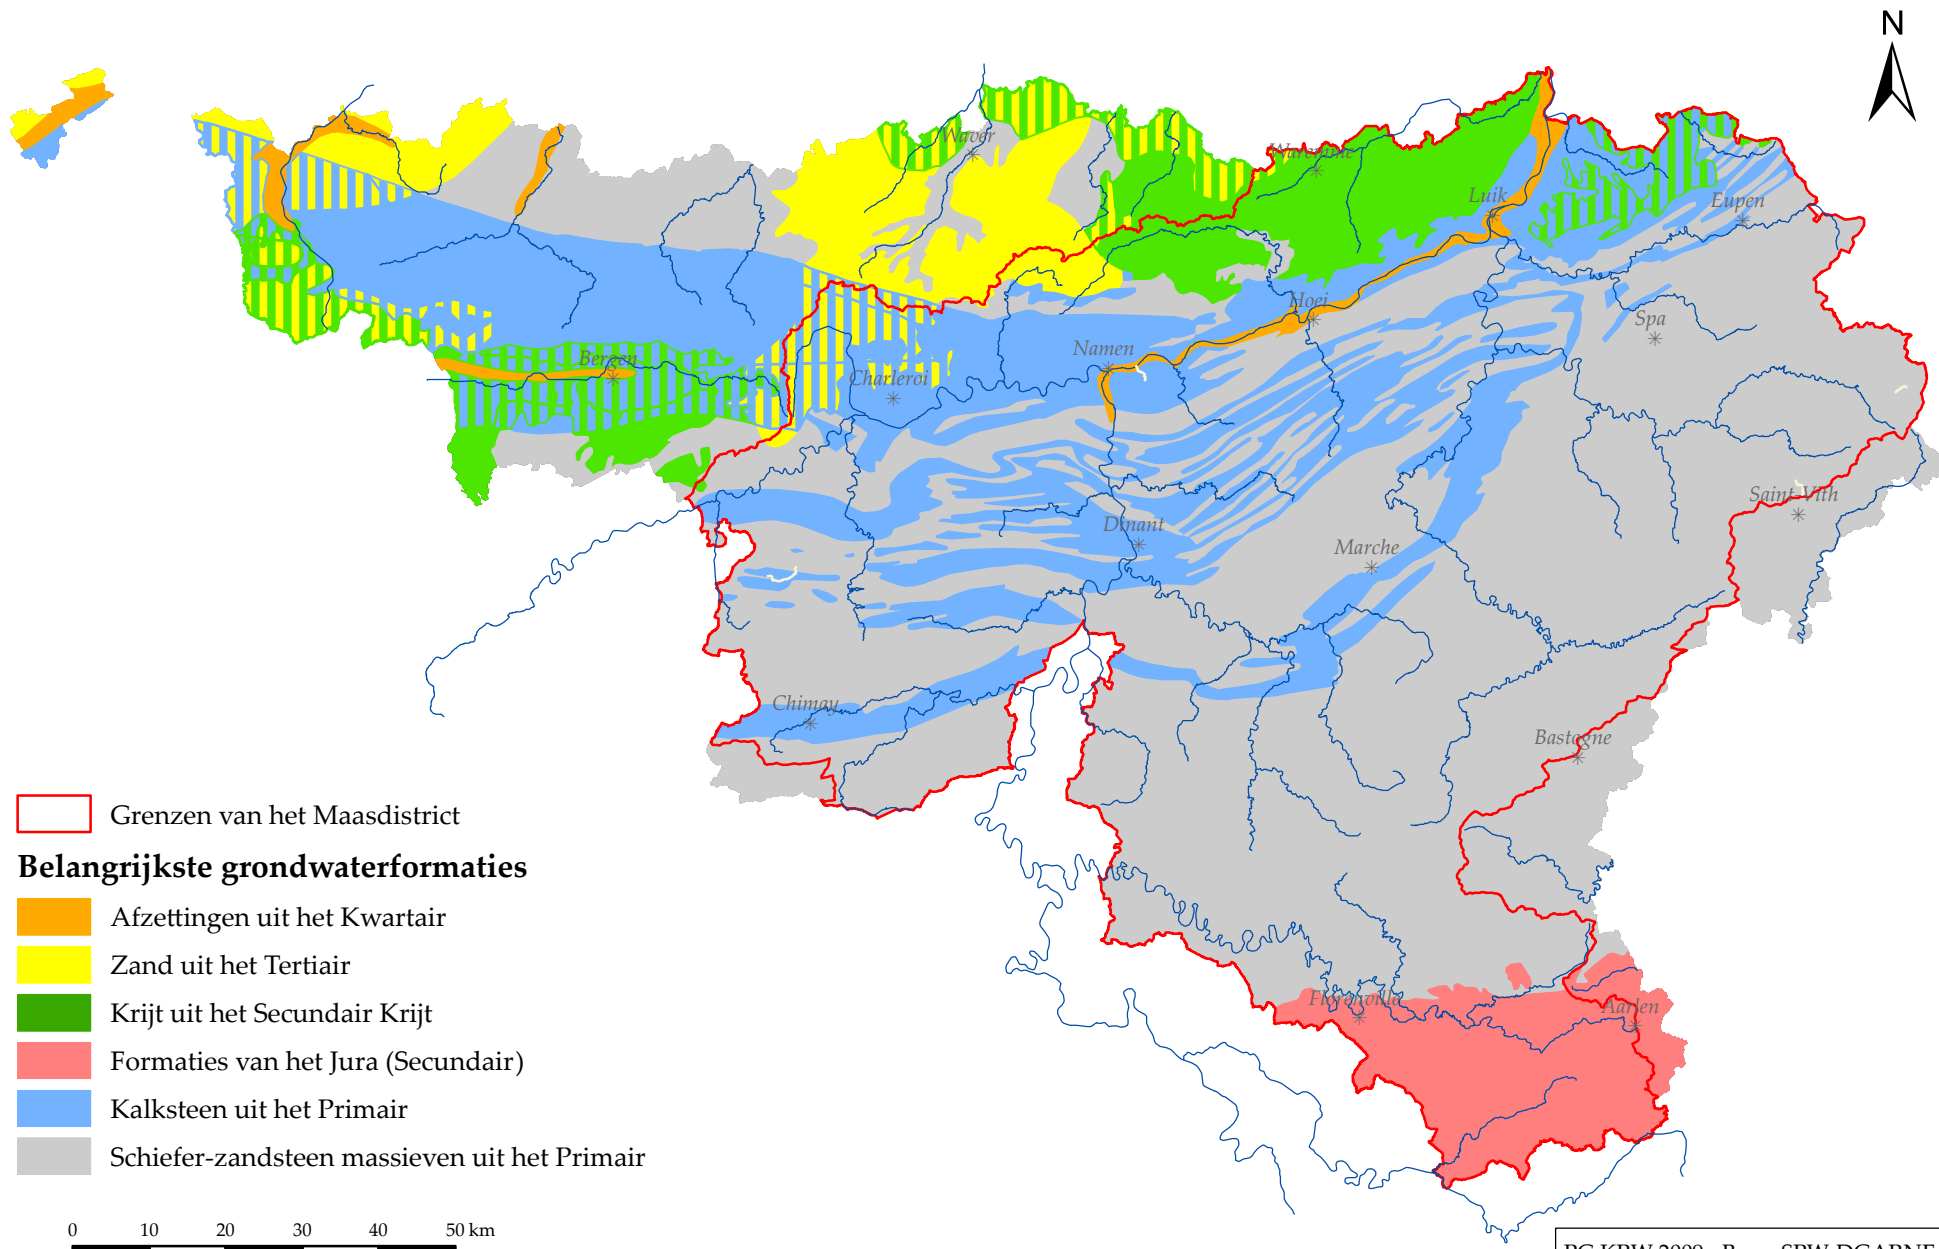 N
Waver
Waremme
Luik
Eupen
Hoei
Spa
Bergen
Namen
Charleroi
Saint-Vith
Dinant
Marche
Chimay
Bastogne
Florenville
Aarlen
Grenzen van het Maasdistrict
Belangrijkste grondwaterformaties
Afzettingen uit het Kwartair
Zand uit het Tertiair
Krijt uit het Secundair Krijt
Formaties van het Jura (Secundair)
Kalksteen uit het Primair
Schiefer-zandsteen massieven uit het Primair
0 10 20 30 40 50 km